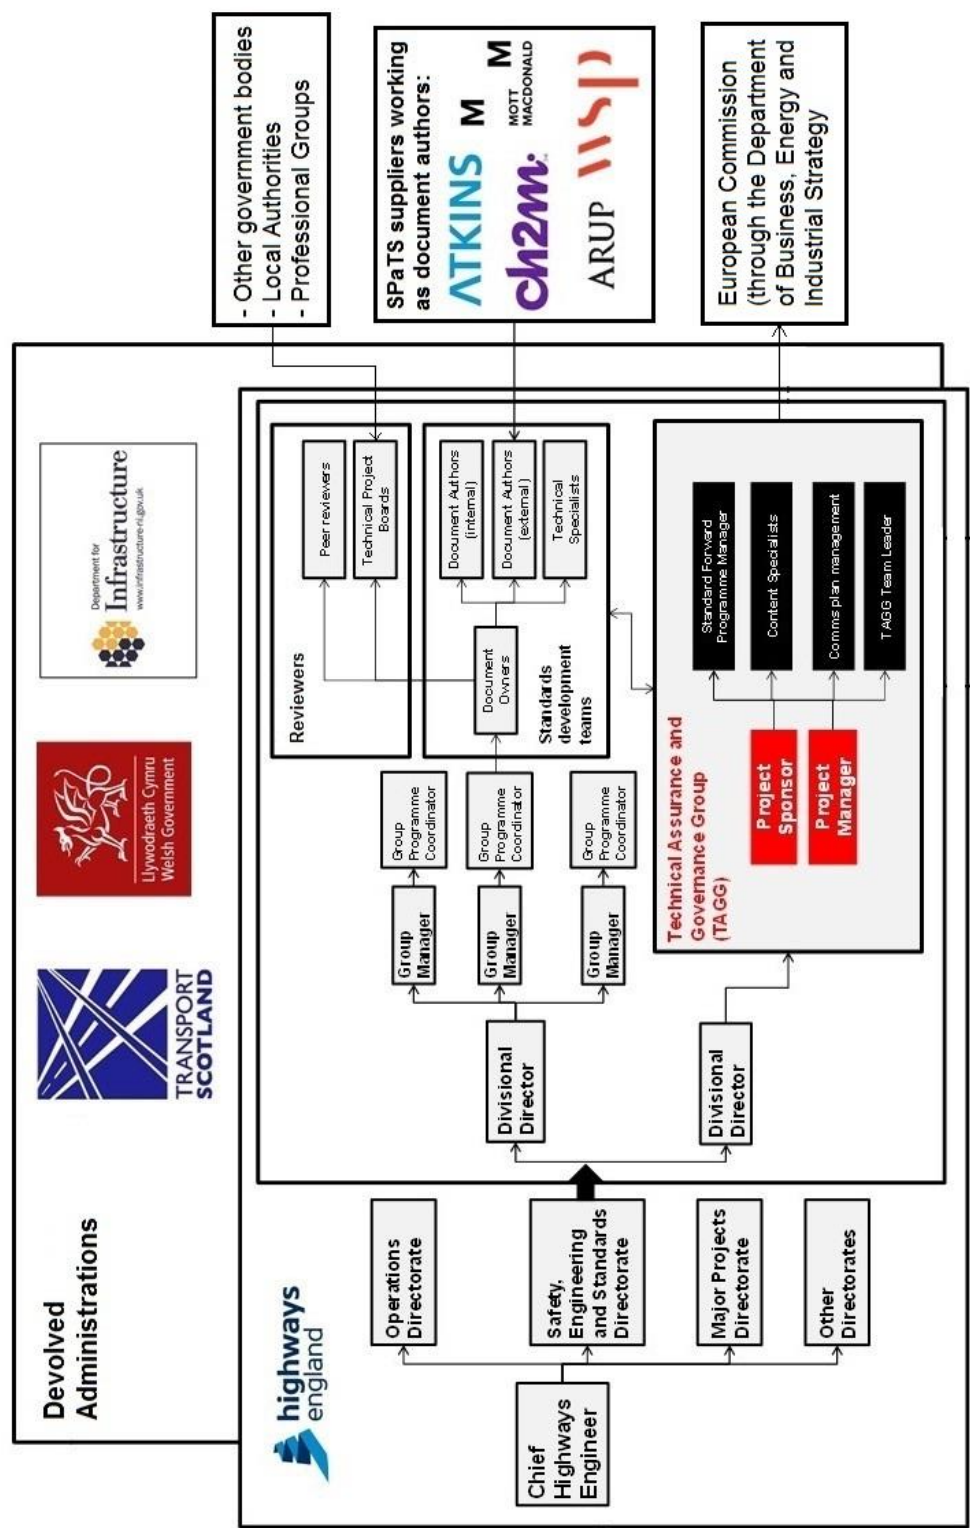 Devolved
Administrations
TRANSPORT
SCOTLAND
Llywodraeth Cymru
Welsh Government
Department for
Infrastructure
www.infrastructure-ni.gov.uk
- Other government bodies
- Local Authorities
- Professional Groups
SPaTS suppliers working
as document authors:
ATKINS
M
M
MOTT
MACDONALD
ch2m:
ARUP
wsp
European Commission
(through the Department
of Business, Energy and
Industrial Strategy
highways
england
Chief
Highways
Engineer
Operations
Directorate
Safety,
Engineering
and Standards
Directorate
Major Projects
Directorate
Other
Directorates
Divisional
Director
Divisional
Director
Group
Manager
Group
Manager
Group
Manager
Group
Programme
Coordinator
Group
Programme
Coordinator
Group
Programme
Coordinator
Reviewers
Peer reviewers
Technical Project
Boards
Document
Owners
Standards
development
teams
Document Authors
(internal)
Document Authors
(external)
Technical
Specialists
Technical Assurance and
Governance Group
(TAGG)
Project
Sponsor
Project
Manager
Standard Forward
Programme Manager
Content Specialists
Comms plan management
TAGG Team Leader